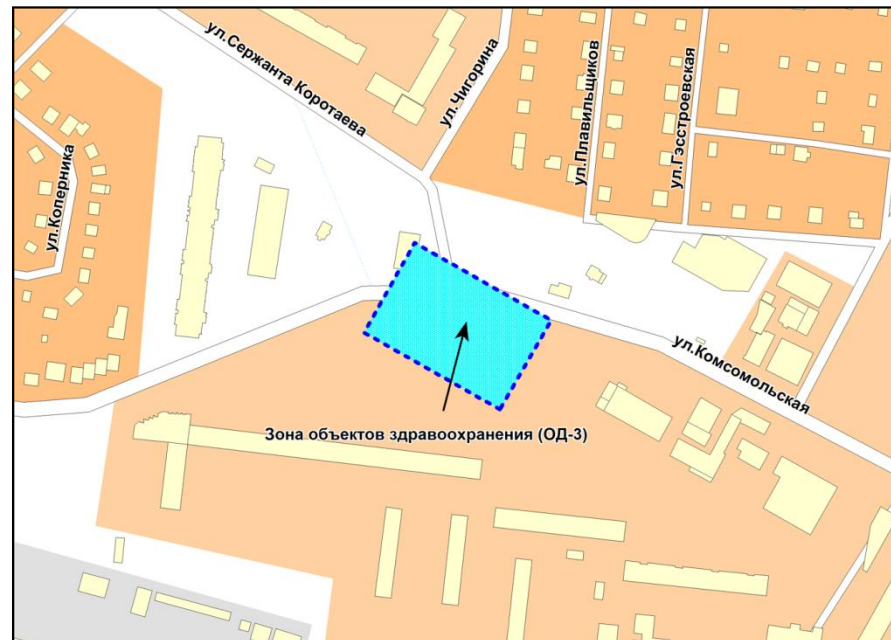 ул.Сержанта Коротаева
ул.Чигорина
ул.Плавильщиков
ул.Гэсстроевская
ул.Коперника
ул.Комсомольская
Зона объектов здравоохранения (ОД-3)